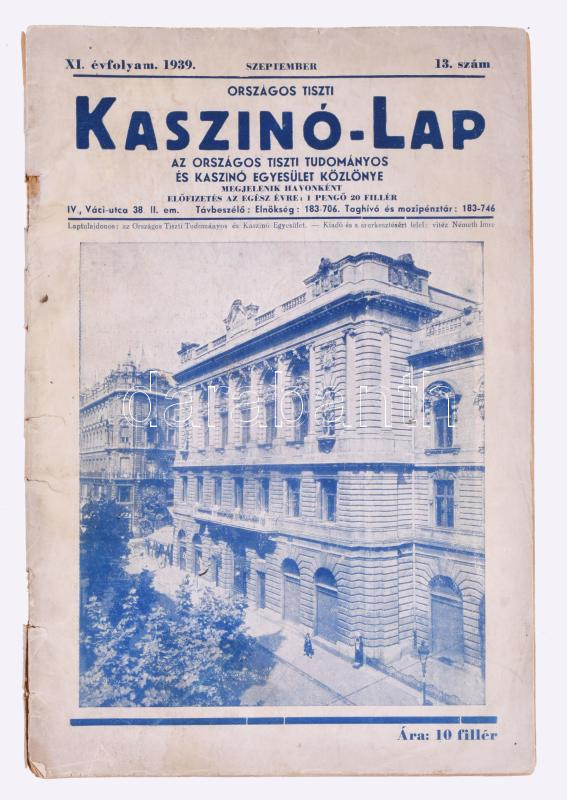 XI. évfolyam. 1939. SZEPTEMBER 13. szám
ORSZÁGOS TISZTI
KASZINÓ-LAP
AZ ORSZÁGOS TISZTI TUDOMÁNYOS
ÉS KASZINÓ EGYESÜLET KÖZLÖNYE
MEGJELENIK HAVONKÉNT
ELŐFIZETÉS AZ EGÉSZ ÉVRE: 1 PENGŐ 20 FILLÉR
IV., Váci-utca 38 II. em. Távbeszélő: Elnökség: 183-706. Taghívó és mozipénztár: 183-746
Laptulajdonos: az Országos Tiszti Tudományos és Kaszinó Egyesület. — Kiadó és a szerkesztésért felel: vitéz Németh Imre
darabanth
Ára: 10 fillér